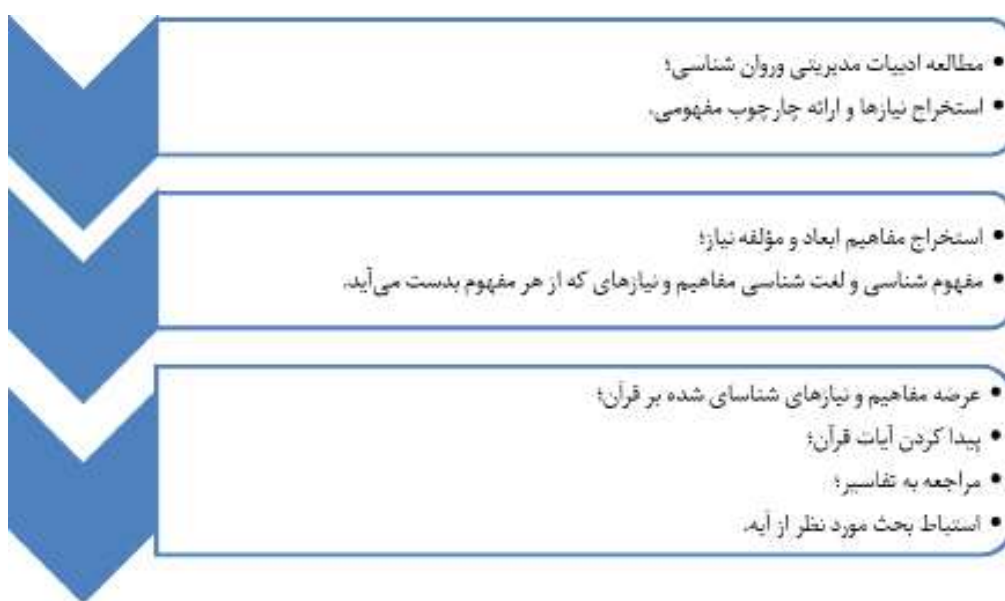 • مطالعه ادبیات مدیریتی وروان شناسی؛
• استخراج نیازها و ارائه چارچوب مفهومی.
• استخراج مفاهیم ابعاد و مؤلفه نیاز؛
• مفهوم شناسی و لغت شناسی مفاهیم و نیازهای که از هر مفهوم بدست می‌آید.
• عرضه مفاهیم و نیازهای شناسای شده بر قرآن؛
• پیدا کردن آیات قرآن؛
• مراجعه به تفاسیر؛
• استنباط بحث مورد نظر از آیه.